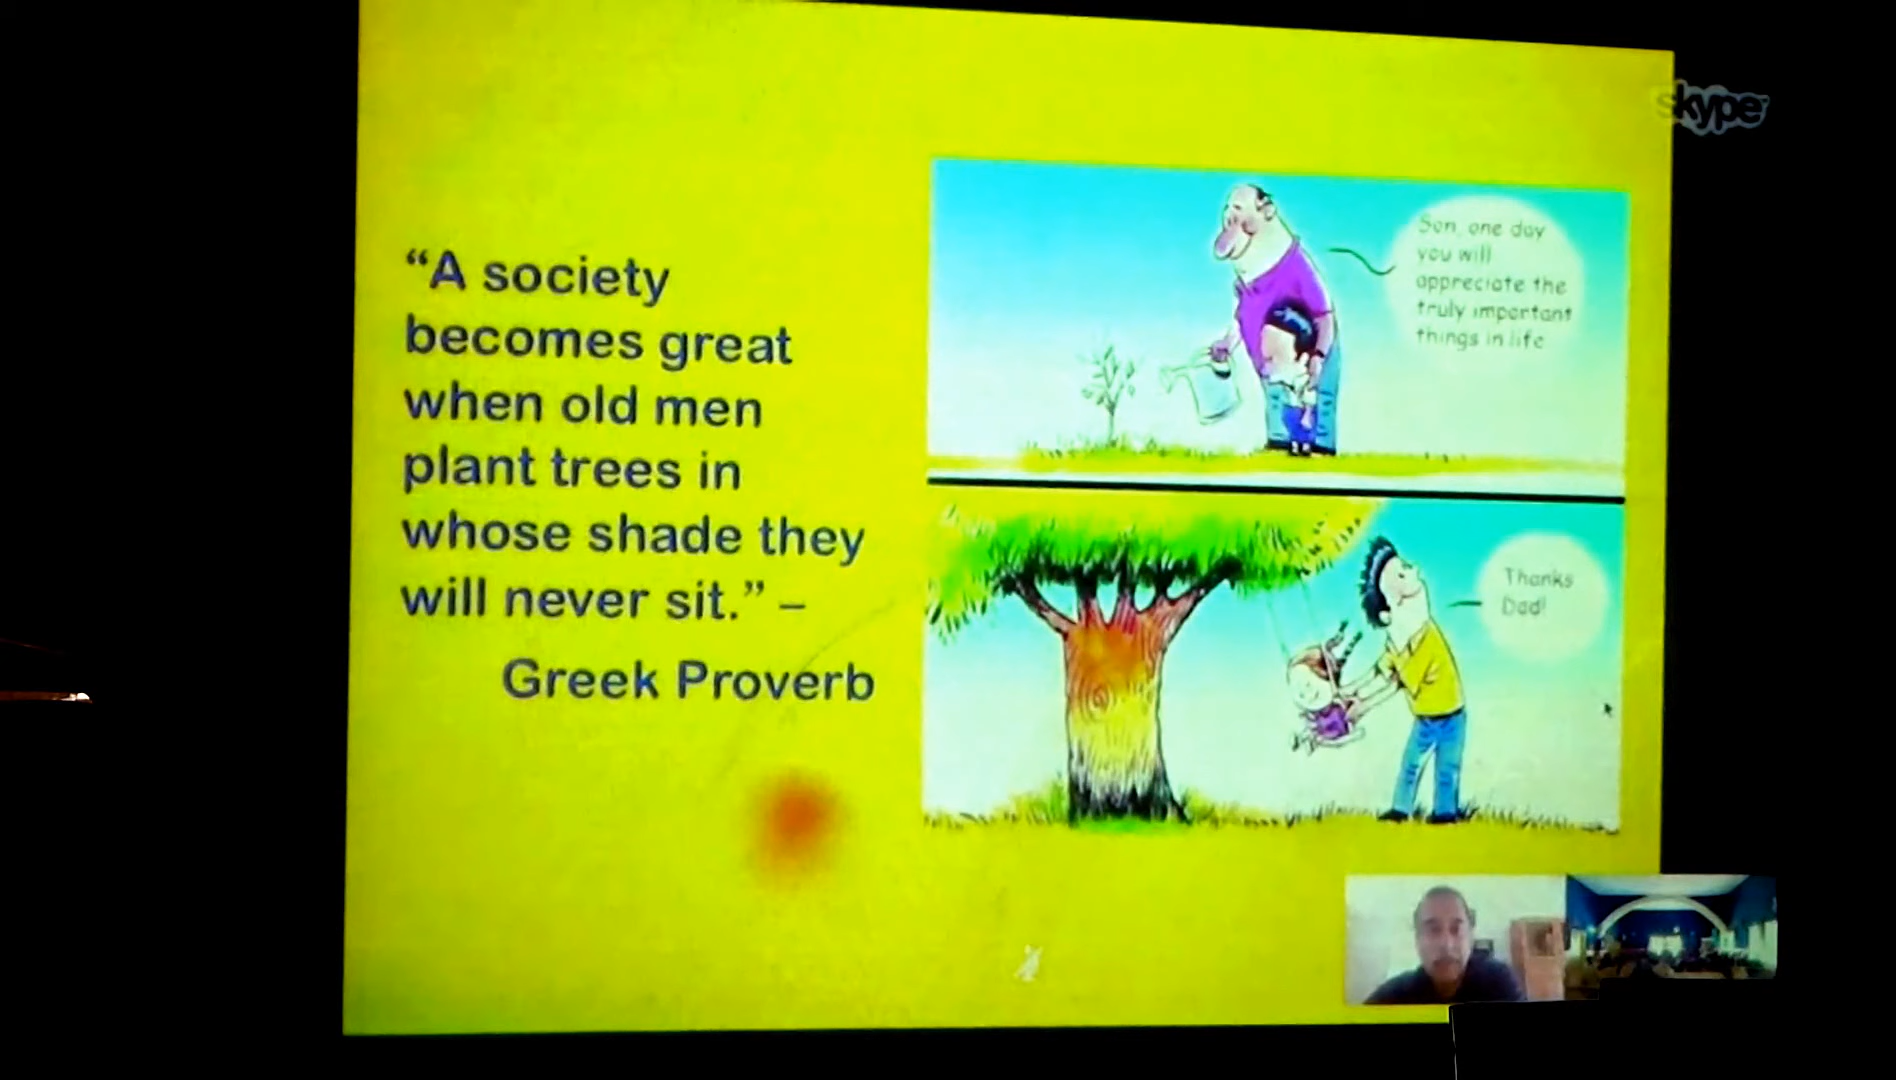 skype
“A society
becomes great
when old men
plant trees in
whose shade they
will never sit.” –
Greek Proverb
Son, one day
you will
appreciate the
truly important
things in life
Thanks
Dad!